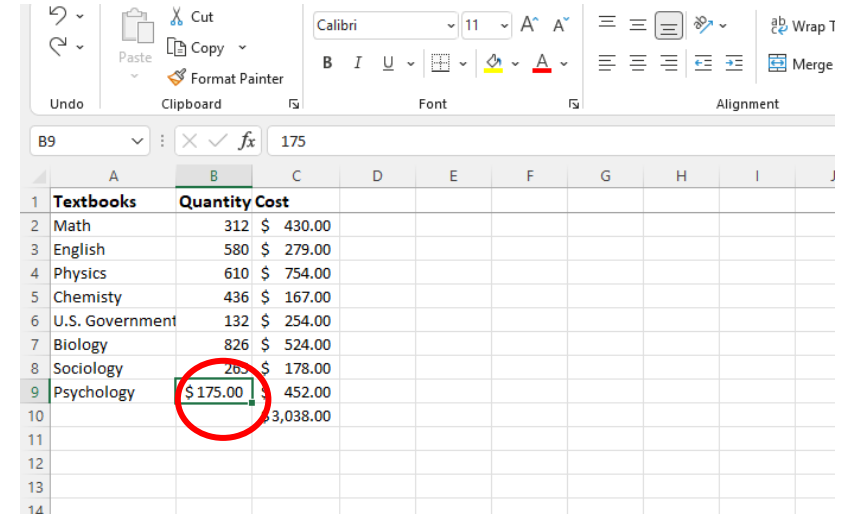 Cut
Paste Copy
Format Painter
Calibri 11 A^ A˅
B I U A
ab Wrap T
Merge
Undo Clipboard Font Alignment
B9 fx 175
A B C D E F G H I
1 Textbooks Quantity Cost
2 Math 312 $ 430.00
3 English 580 $ 279.00
4 Physics 610 $ 754.00
5 Chemisty 436 $ 167.00
6 U.S. Government 132 $ 254.00
7 Biology 826 $ 524.00
8 Sociology $ 178.00
9 Psychology $ 175.00 452.00
10 3,038.00
11
12
13
14